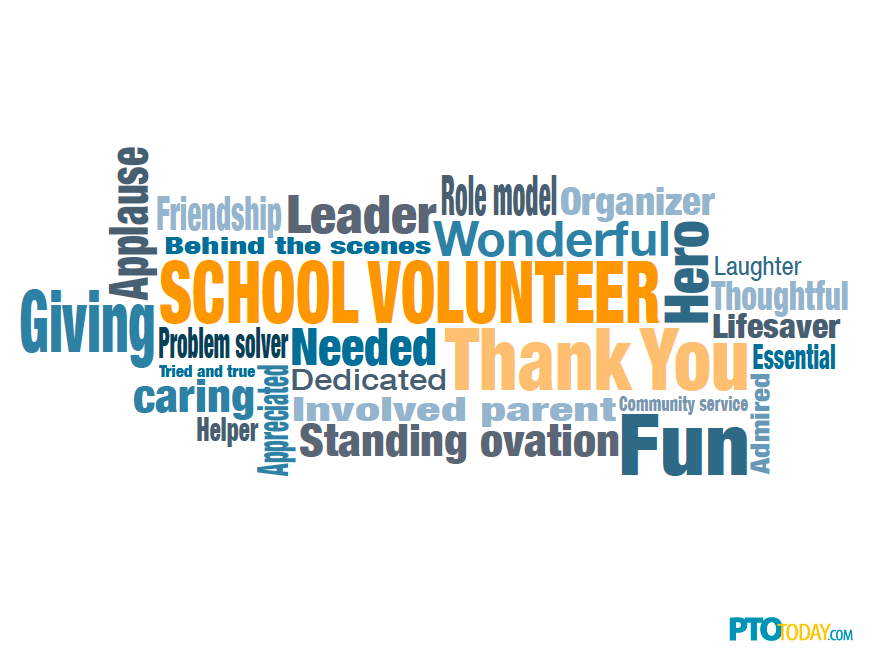 Applause
Friendship
Leader
Role model
Organizer
Behind the scenes
Wonderful
Hero
SCHOOL VOLUNTEER
Laughter
Thoughtful
Giving
Lifesaver
Problem solver
Needed
Thank You
Essential
Tried and true
Dedicated
caring
Appreciated
Involved parent
Community service
Admired
Helper
Standing ovation
Fun
PTOTODAY.COM